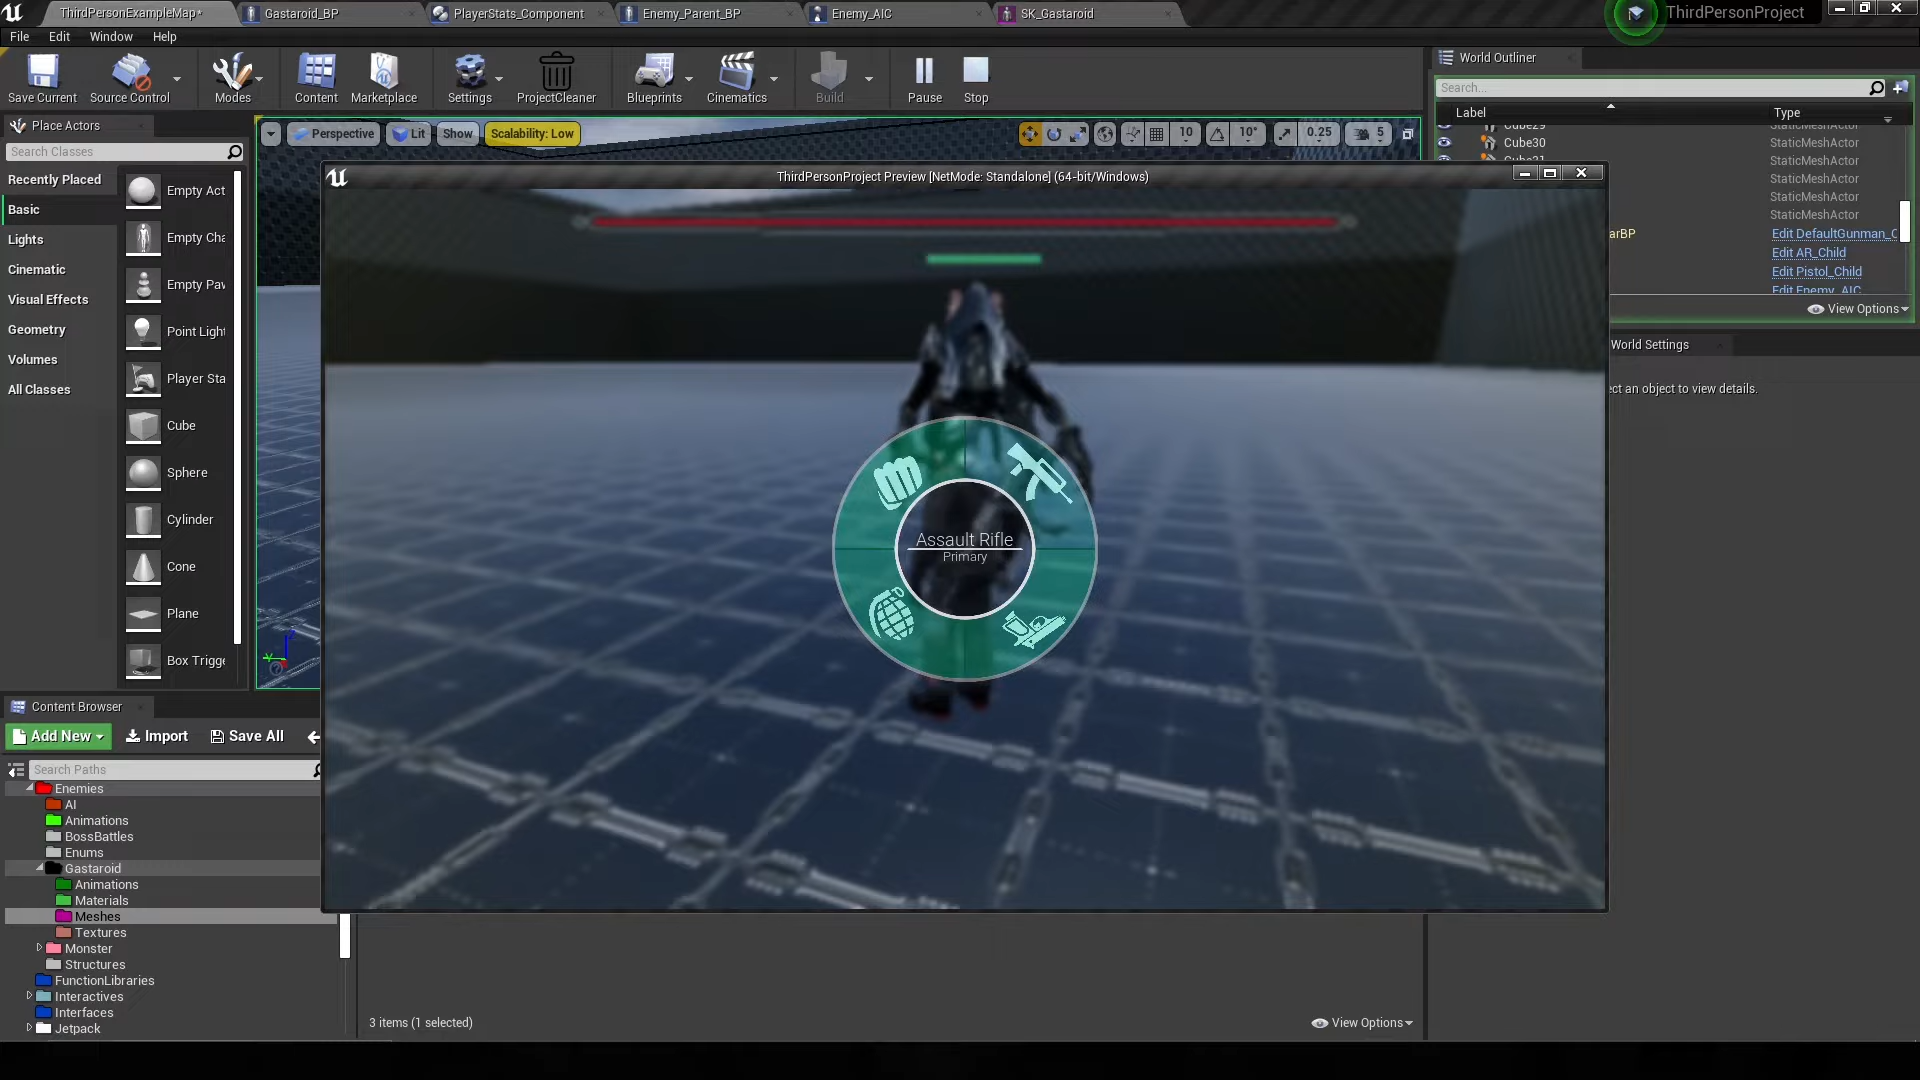 ThirdPersonExampleMap*
Gastaroid_BP
PlayerStats_Component
Enemy_Parent_BP
Enemy_AIC
SK_Gastaroid
ThirdPersonProject
File
Edit
Window
Help
Save Current
Source Control
Modes
Content
Marketplace
Settings
ProjectCleaner
Blueprints
Cinematics
Build
Pause
Stop
World Outliner
Search...
Label
Type
Cube29
StaticMeshActor
Cube30
StaticMeshActor
Cube31
StaticMeshActor
StaticMeshActor
StaticMeshActor
StaticMeshActor
arBP
Edit DefaultGunman_C
Edit AR_Child
Edit Pistol_Child
Edit Enemy_AIC
View Options
World Settings
ect an object to view details.
Place Actors
Search Classes
Recently Placed
Basic
Lights
Cinematic
Visual Effects
Geometry
Volumes
All Classes
Empty Act
Empty Cha
Empty Paw
Point Light
Player Sta
Cube
Sphere
Cylinder
Cone
Plane
Box Trigge
Perspective
Lit
Show
Scalability: Low
10
10°
0.25
5
ThirdPersonProject Preview [NetMode: Standalone] (64-bit/Windows)
Assault Rifle
Primary
Content Browser
Add New
Import
Save All
Search Paths
Enemies
AI
Animations
BossBattles
Enums
Gastaroid
Animations
Materials
Meshes
Textures
Monster
Structures
FunctionLibraries
Interactives
Interfaces
Jetpack
3 items (1 selected)
View Options